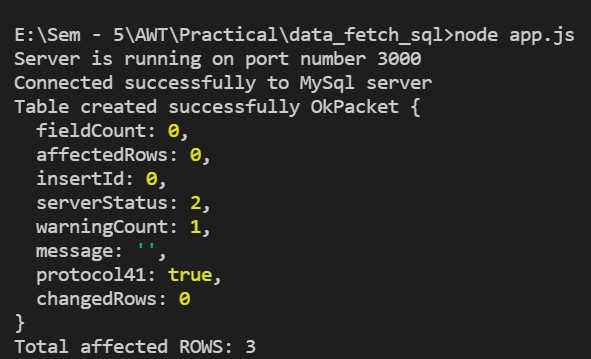 E:\Sem - 5\AWT\Practical\data_fetch_sql>node app.js
Server is running on port number 3000
Connected successfully to MySql server
Table created successfully OkPacket {
  fieldCount: 0,
  affectedRows: 0,
  insertId: 0,
  serverStatus: 2,
  warningCount: 1,
  message: '',
  protocol41: true,
  changedRows: 0
}
Total affected ROWS: 3